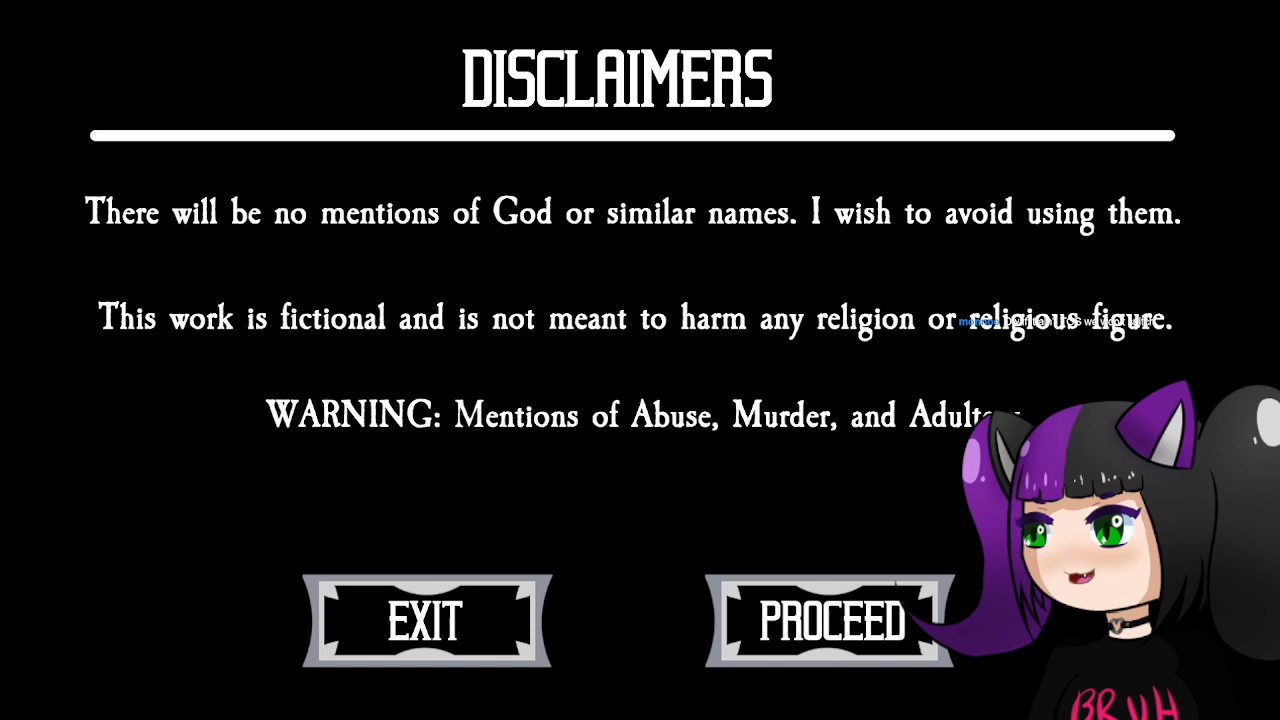 DISCLAIMERS
There will be no mentions of God or similar names. I wish to avoid using them.
This work is fictional and is not meant to harm any religion or religious figure.
WARNING: Mentions of Abuse, Murder, and
EXIT
PROCEED
BRUH